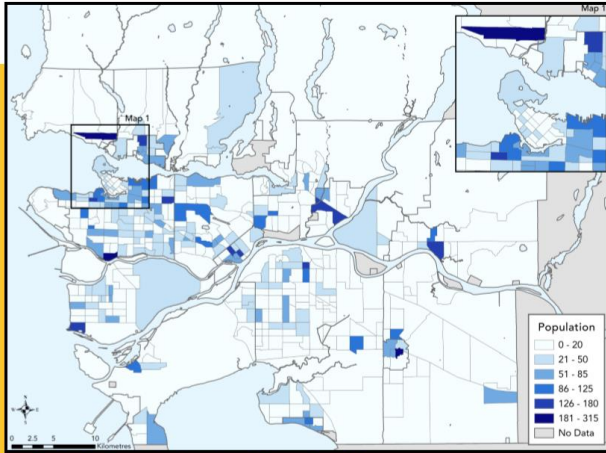 Map 1
Map 1
Population
0 - 20
21 - 50
51 - 85
86 - 125
126 - 180
181 - 315
No Data
N
W
E
S
0 2.5 5 10
Kilometres